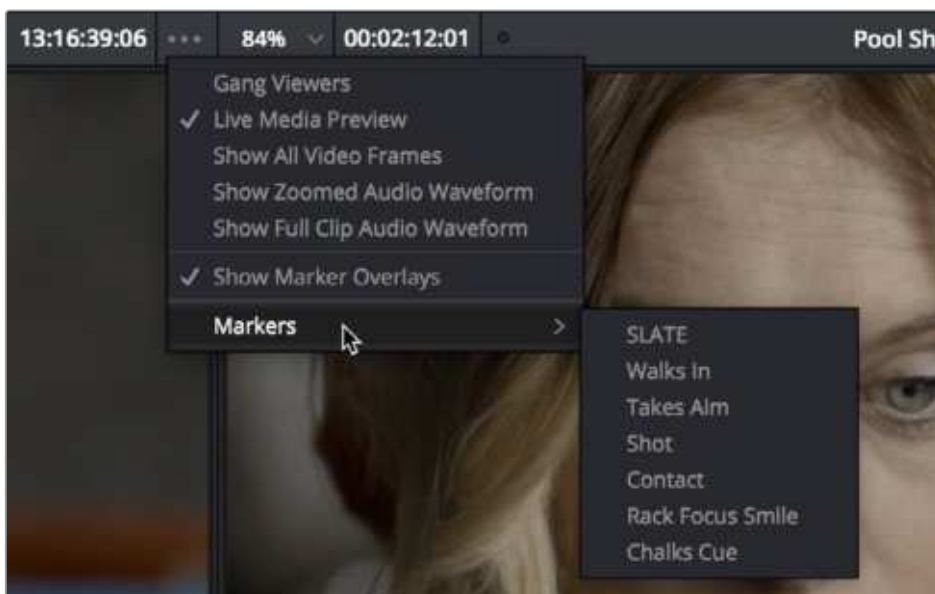 13:16:39:06 ••• 84% 00:02:12:01 Pool Sh
Gang Viewers
✓ Live Media Preview
Show All Video Frames
Show Zoomed Audio Waveform
Show Full Clip Audio Waveform
✓ Show Marker Overlays
Markers >
SLATE
Walks In
Takes Aim
Shot
Contact
Rack Focus Smile
Chalks Cue